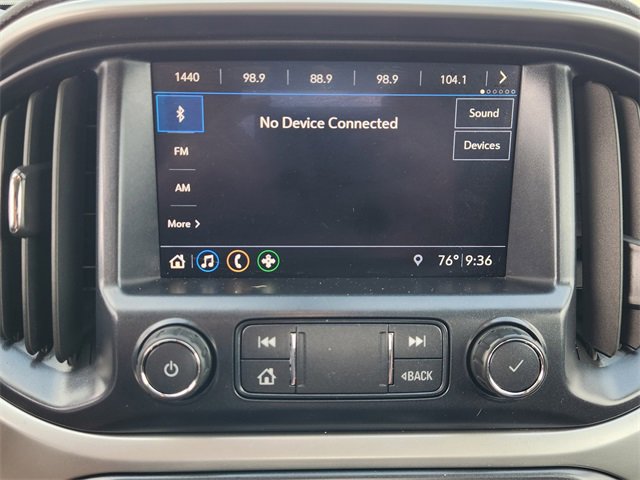 1440 98.9 88.9 98.9 104.1
Sound
No Device Connected
FM
Devices
AM
More
76° 9:36
BACK